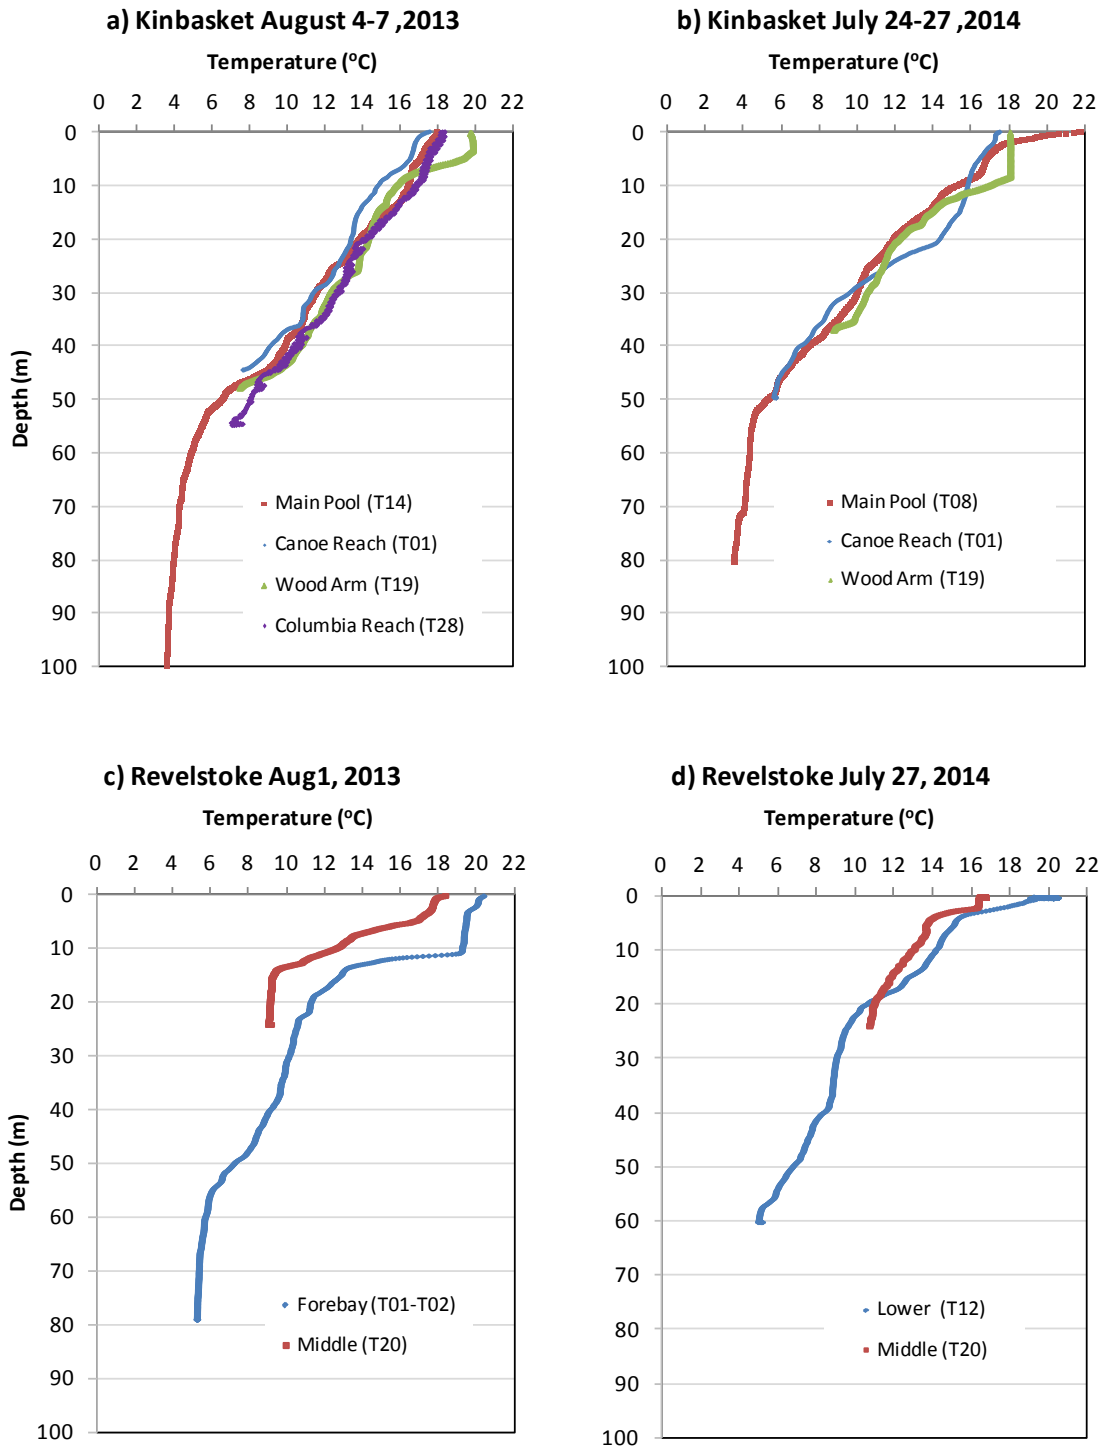 a) Kinbasket August 4-7 ,2013
Temperature (°C)
0 2 4 6 8 10 12 14 16 18 20 22
0
10
20
30
40
50
60
70
80
90
100
Depth (m)
Main Pool (T14)
Canoe Reach (T01)
Wood Arm (T19)
Columbia Reach (T28)
b) Kinbasket July 24-27 ,2014
Temperature (°C)
0 2 4 6 8 10 12 14 16 18 20 22
0
10
20
30
40
50
60
70
80
90
100
Main Pool (T08)
Canoe Reach (T01)
Wood Arm (T19)
c) Revelstoke Aug1, 2013
Temperature (°C)
0 2 4 6 8 10 12 14 16 18 20 22
0
10
20
30
40
50
60
70
80
90
100
Depth (m)
Forebay (T01-T02)
Middle (T20)
d) Revelstoke July 27, 2014
Temperature (°C)
0 2 4 6 8 10 12 14 16 18 20 22
0
10
20
30
40
50
60
70
80
90
100
Lower (T12)
Middle (T20)